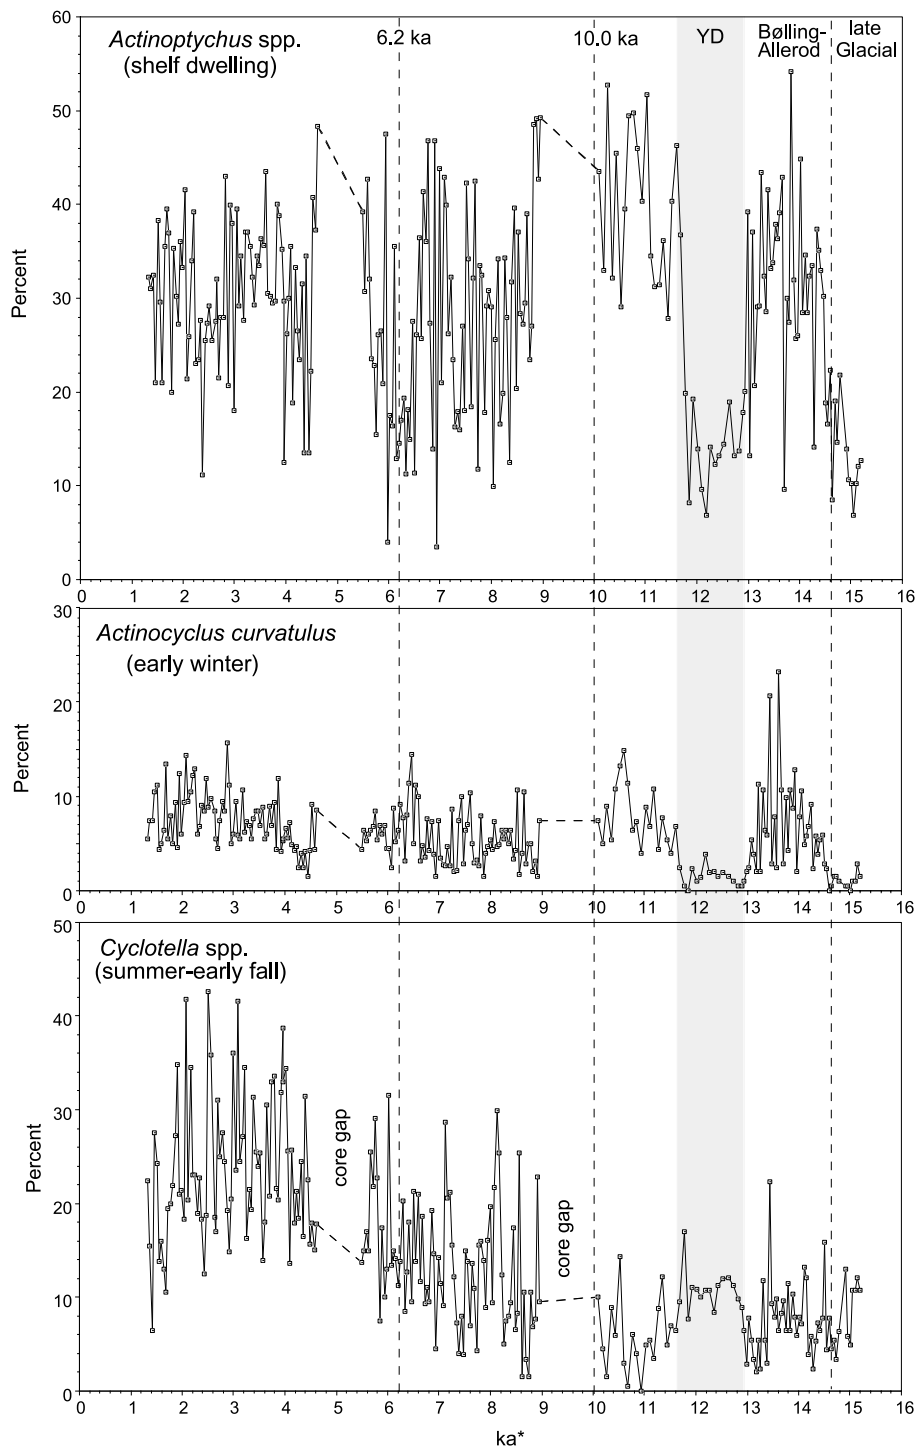 60
50
40
30
20
10
0
Percent
Actinoptychus spp.
(shelf dwelling)
6.2 ka
10.0 ka
YD
Bølling-
Allerod
late
Glacial
0 1 2 3 4 5 6 7 8 9 10 11 12 13 14 15 16
30
20
10
0
Percent
Actinocyclus curvatulus
(early winter)
0 1 2 3 4 5 6 7 8 9 10 11 12 13 14 15 16
50
40
30
20
10
0
Percent
Cyclotella spp.
(summer-early fall)
core gap
core gap
0 1 2 3 4 5 6 7 8 9 10 11 12 13 14 15 16
ka*